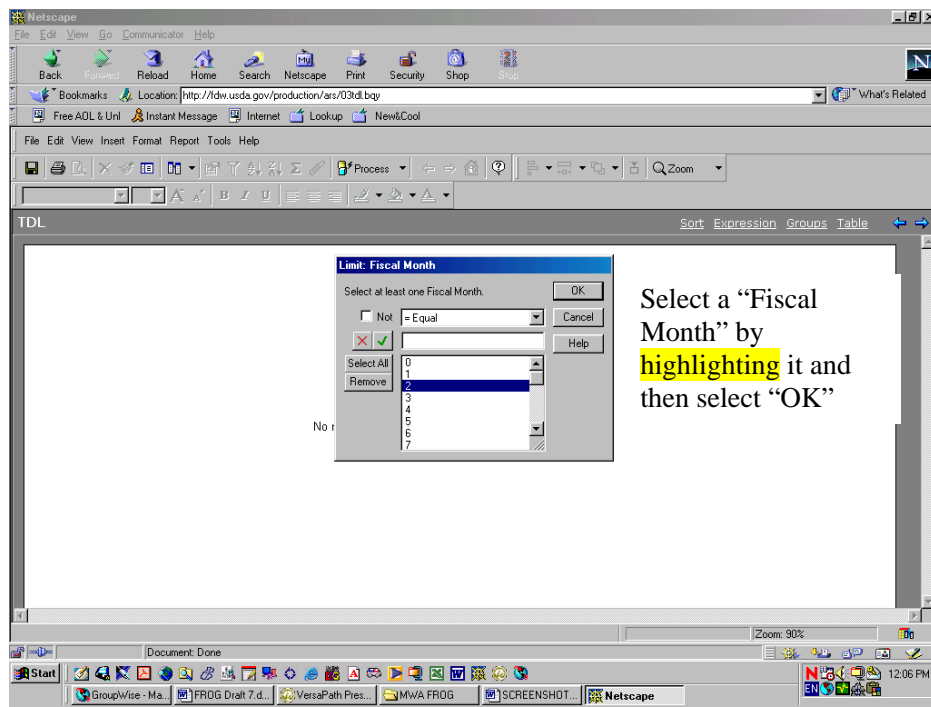 Netscape
File Edit View Go Communicator Help
Back Forward Reload Home Search Netscape Print Security Shop Stop
Bookmarks Location: http://fdw.usda.gov/production/ars/03tdl.bqy What's Related
Free AOL & Unl Instant Message Internet Lookup New&Cool
File Edit View Insert Format Report Tools Help
Process Zoom
TDL Sort Expression Groups Table
Limit: Fiscal Month
Select at least one Fiscal Month. OK
Not = Equal Cancel
Help
Select All
Remove
0
1
2
3
4
5
6
7
No r
Select a “Fiscal
Month” by
highlighting it and
then select “OK”
Zoom: 90%
Document: Done
Start 12:06 PM
GroupWise - Ma... FROG Draft 7.d... VersaPath Pres... MWA FROG SCREENSHOT... Netscape
EN